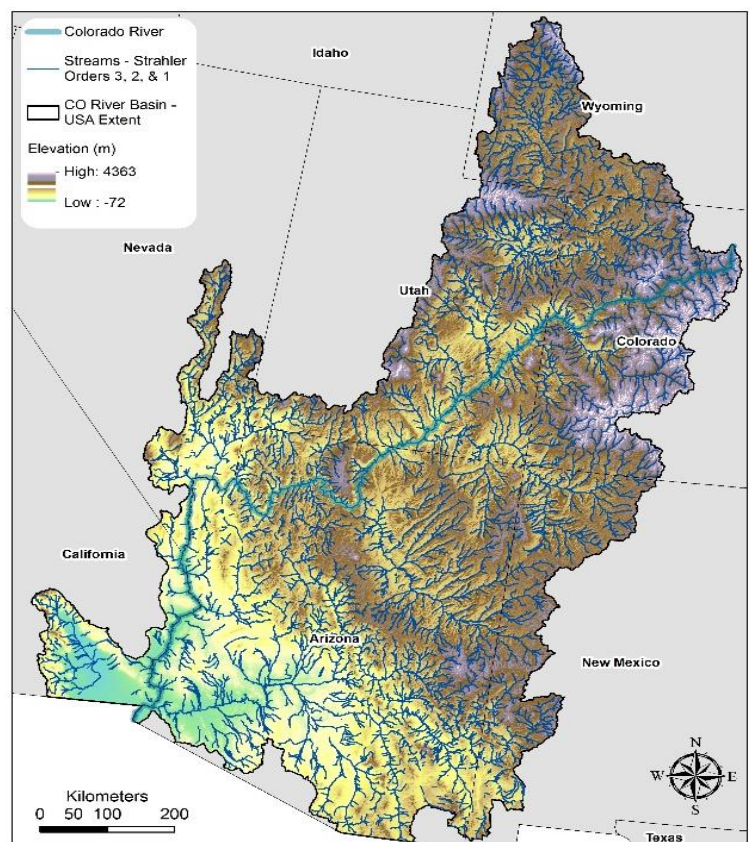 Colorado River
Streams - Strahler
Orders 3, 2, & 1
CO River Basin -
USA Extent
Elevation (m)
High: 4363
Low : -72
Idaho
Wyoming
Nevada
Utah
Colorado
California
Arizona
New Mexico
N
W E
S
Kilometers
0 50 100 200
Texas